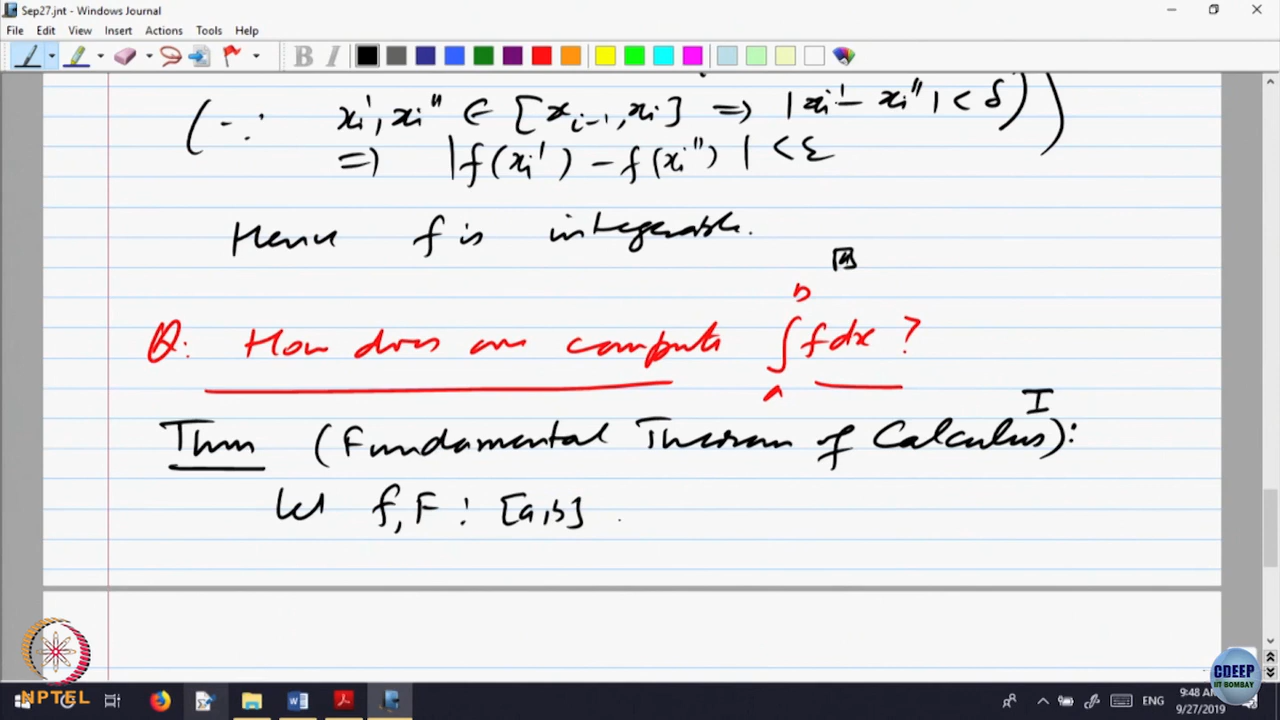 Sep27.jnt - Windows Journal
File Edit View Insert Actions Tools Help
B I
(∵ xi', xi'' ∈ [x_{i-1}, xi] => |xi' - xi''| < δ))
=> |f(xi') - f(xi'')| < ε
Hence f is integrable.
Q. How does one compute ∫_a^b f dx ?
Thm (Fundamental Theorem of Calculus) I :
Let f, F : [a,b]
NPTEL
CDEEP
IIT BOMBAY
ENG
9:48 AM
9/27/2019